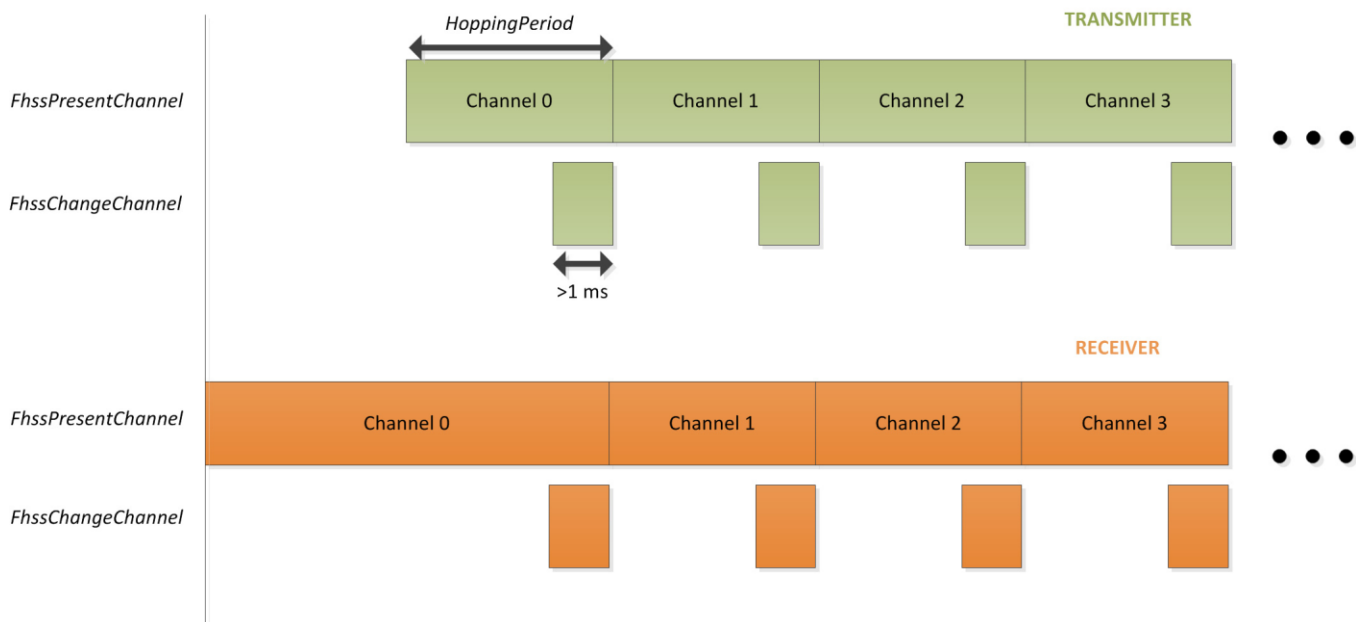 TRANSMITTER
HoppingPeriod
FhssPresentChannel
Channel 0
Channel 1
Channel 2
Channel 3
FhssChangeChannel
>1 ms
RECEIVER
FhssPresentChannel
Channel 0
Channel 1
Channel 2
Channel 3
FhssChangeChannel